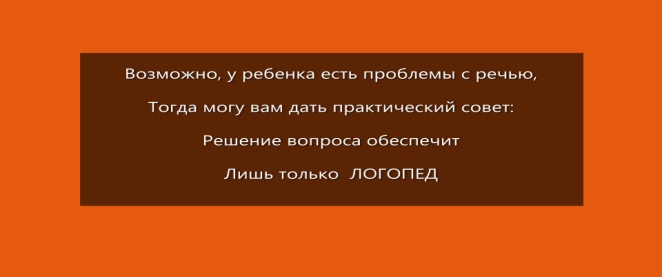 Возможно, у ребенка есть проблемы с речью,
Тогда могу вам дать практический совет:
Решение вопроса обеспечит
Лишь только  ЛОГОПЕД